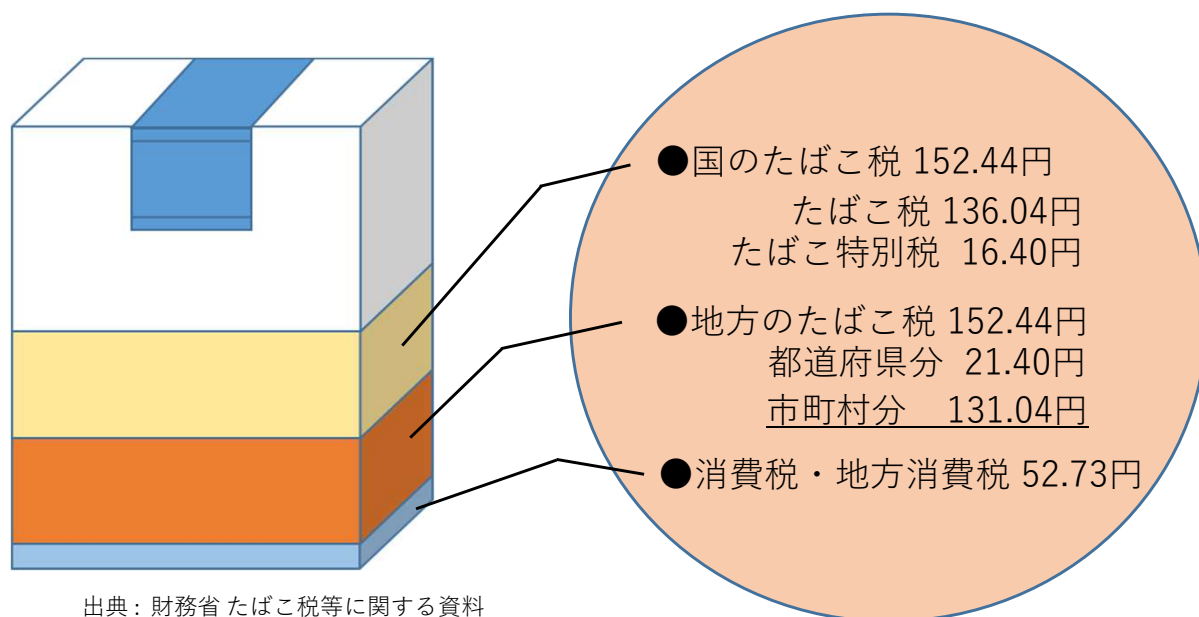 ●国のたばこ税 152.44円
たばこ税 136.04円
たばこ特別税 16.40円
●地方のたばこ税 152.44円
都道府県分 21.40円
市町村分 131.04円
●消費税・地方消費税 52.73円
出典：財務省 たばこ税等に関する資料